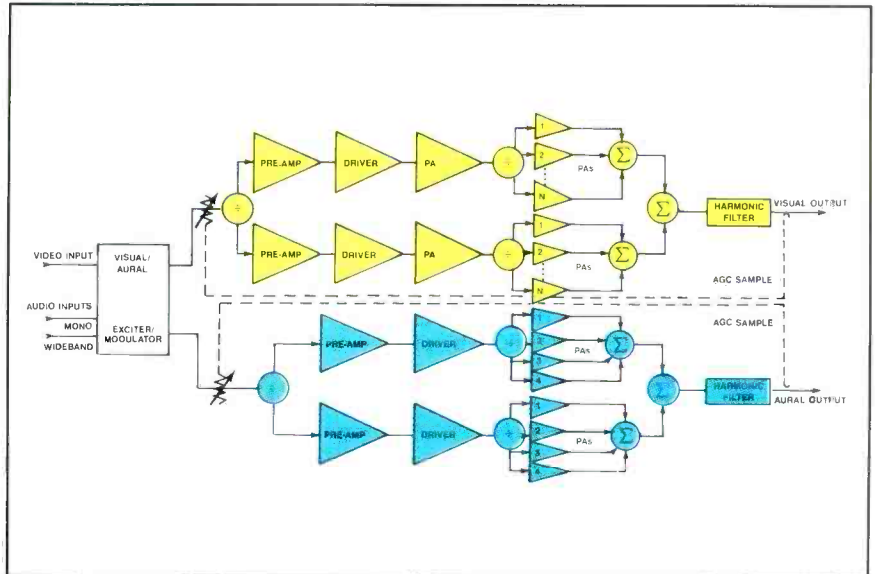 1
PRE-AMP
DRIVER
PA
÷
÷
2
PAs
Σ
N
Σ
HARMONIC
FILTER
VISUAL OUTPUT
1
PRE-AMP
DRIVER
PA
÷
2
PAs
Σ
N
VIDEO INPUT
VISUAL/
AURAL
AGC SAMPLE
AUDIO INPUTS
MONO
WIDEBAND
EXCITER/
MODULATOR
AGC SAMPLE
1
PRE-AMP
DRIVER
÷
2
PAs
Σ
3
4
÷
Σ
HARMONIC
FILTER
AURAL OUTPUT
1
PRE-AMP
DRIVER
÷
2
PAs
Σ
3
4